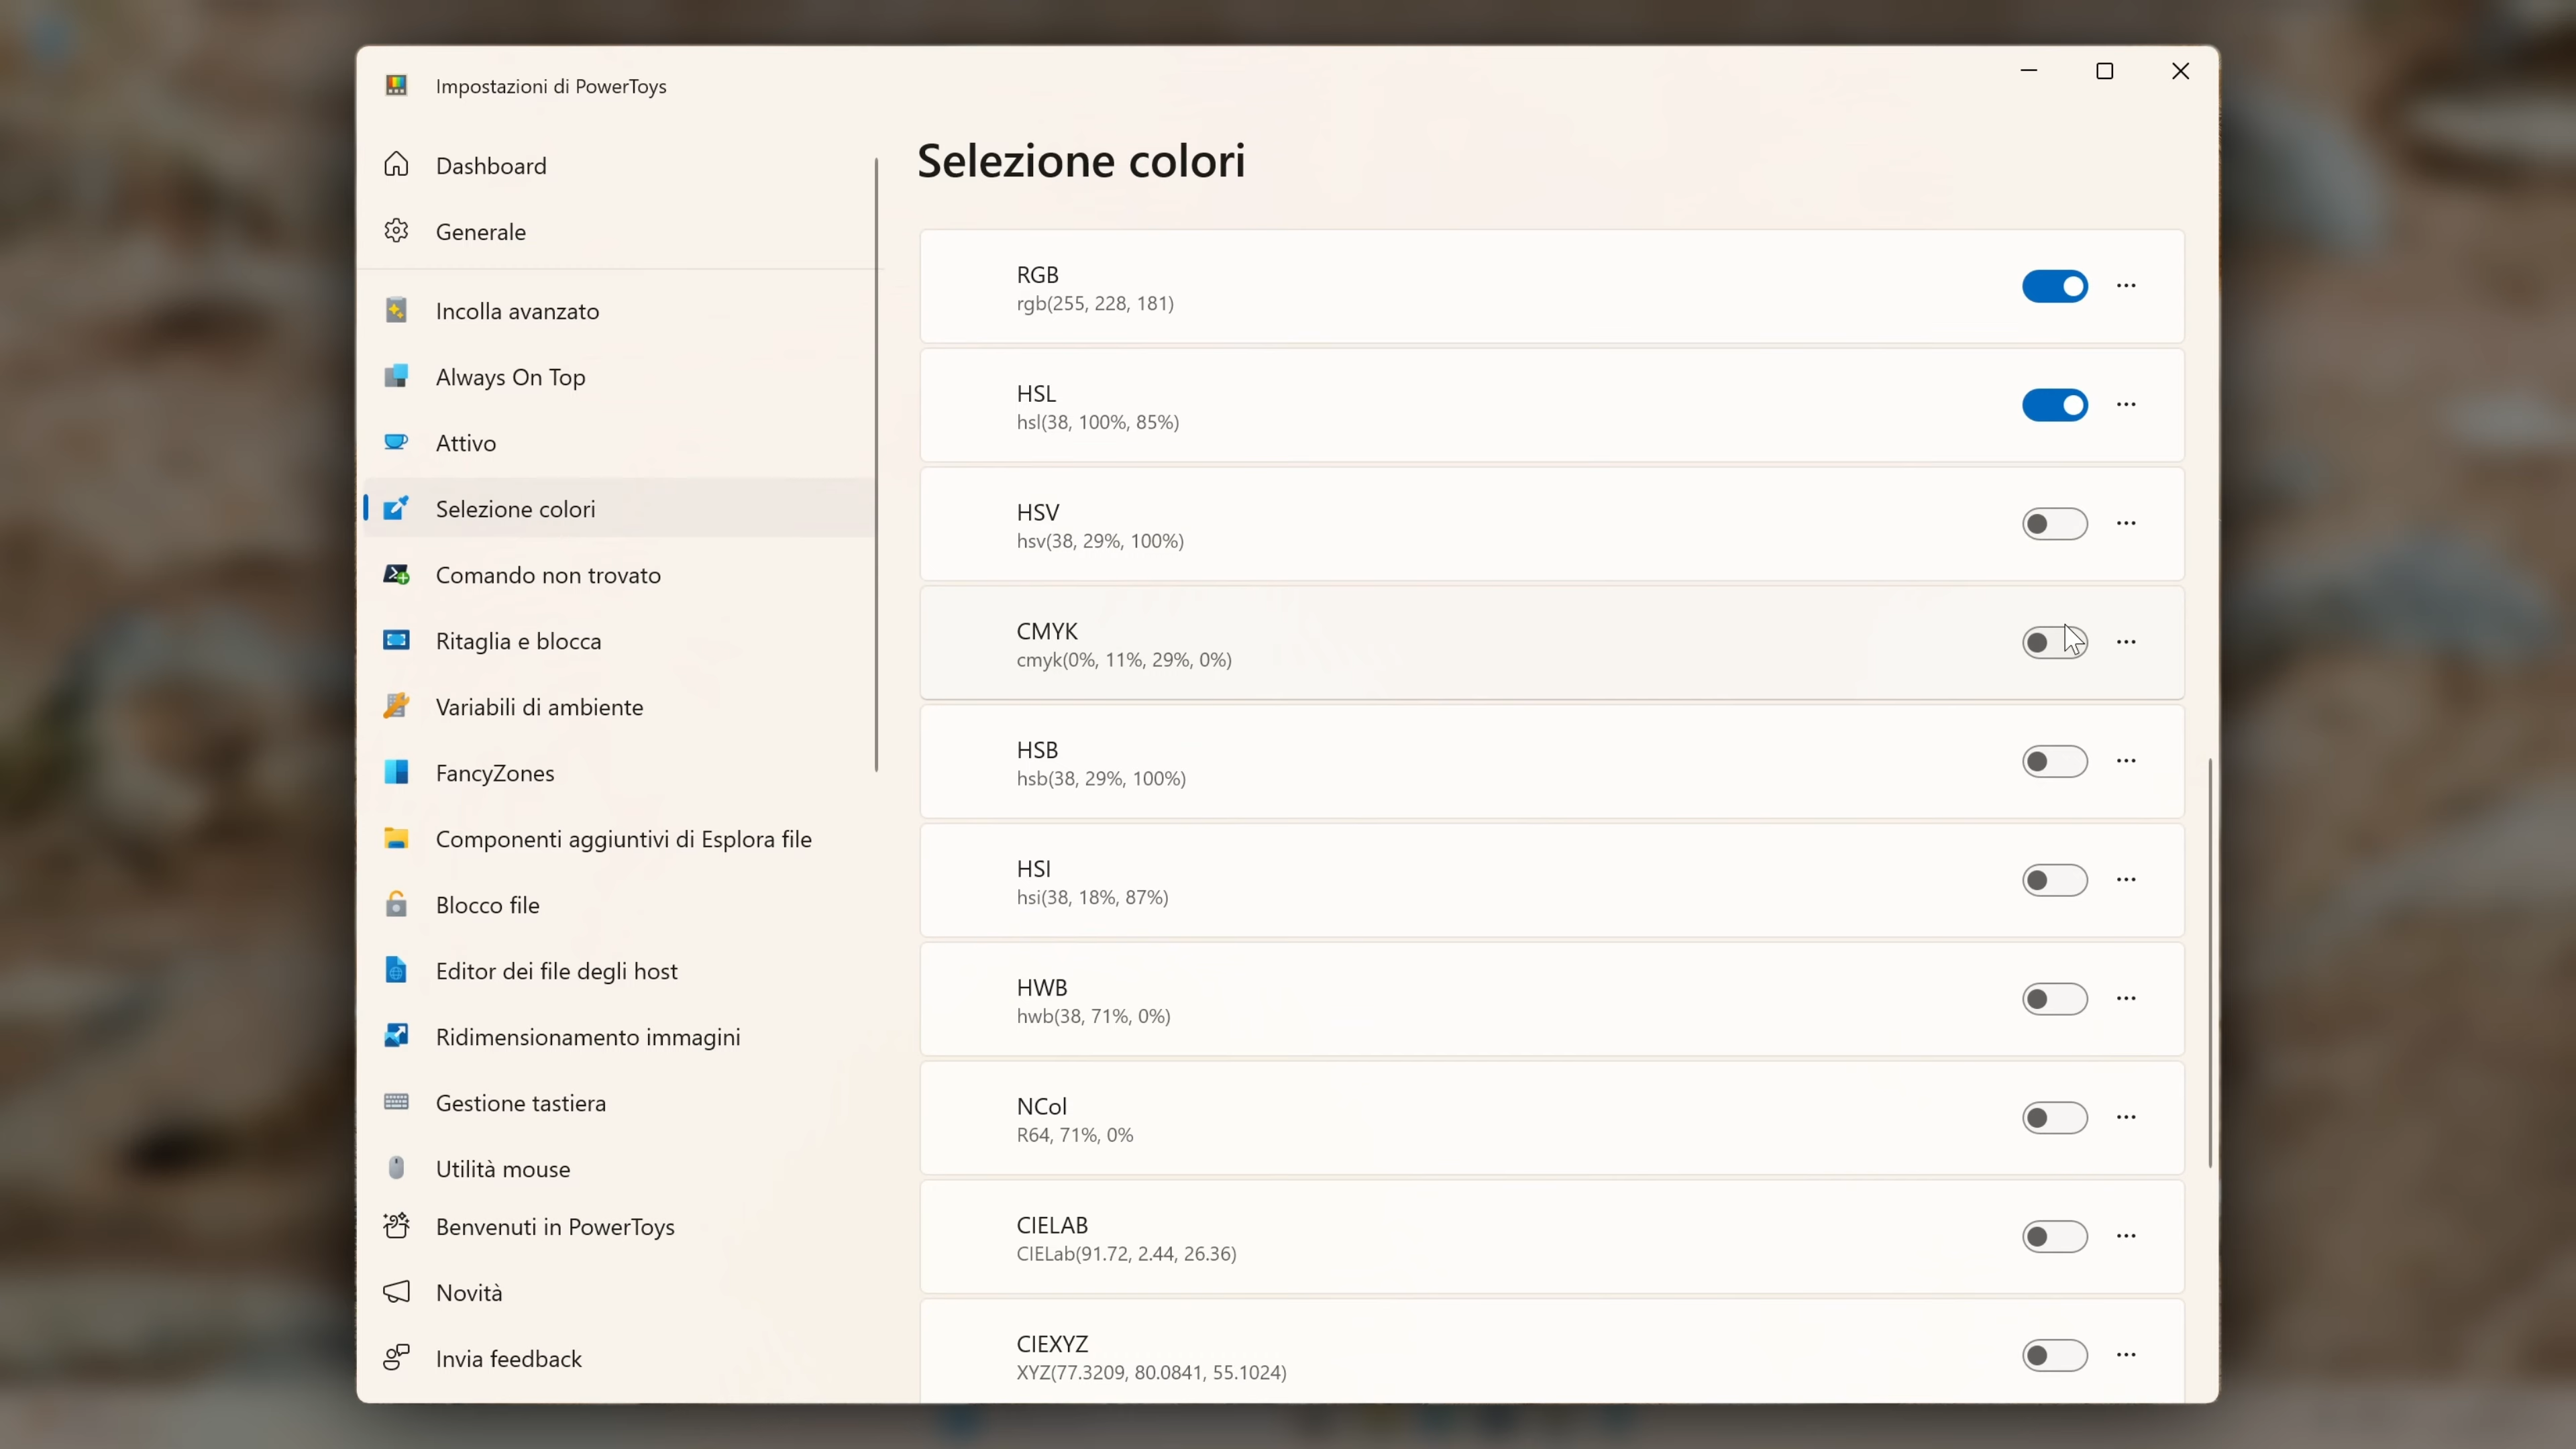 Impostazioni di PowerToys
Dashboard
Generale
Incolla avanzato
Always On Top
Attivo
Selezione colori
Comando non trovato
Ritaglia e blocca
Variabili di ambiente
FancyZones
Componenti aggiuntivi di Esplora file
Blocco file
Editor dei file degli host
Ridimensionamento immagini
Gestione tastiera
Utilità mouse
Benvenuti in PowerToys
Novità
Invia feedback
Selezione colori
RGB
rgb(255, 228, 181)
HSL
hsl(38, 100%, 85%)
HSV
hsv(38, 29%, 100%)
CMYK
cmyk(0%, 11%, 29%, 0%)
HSB
hsb(38, 29%, 100%)
HSI
hsi(38, 18%, 87%)
HWB
hwb(38, 71%, 0%)
NCol
R64, 71%, 0%
CIELAB
CIELab(91.72, 2.44, 26.36)
CIEXYZ
XYZ(77.3209, 80.0841, 55.1024)